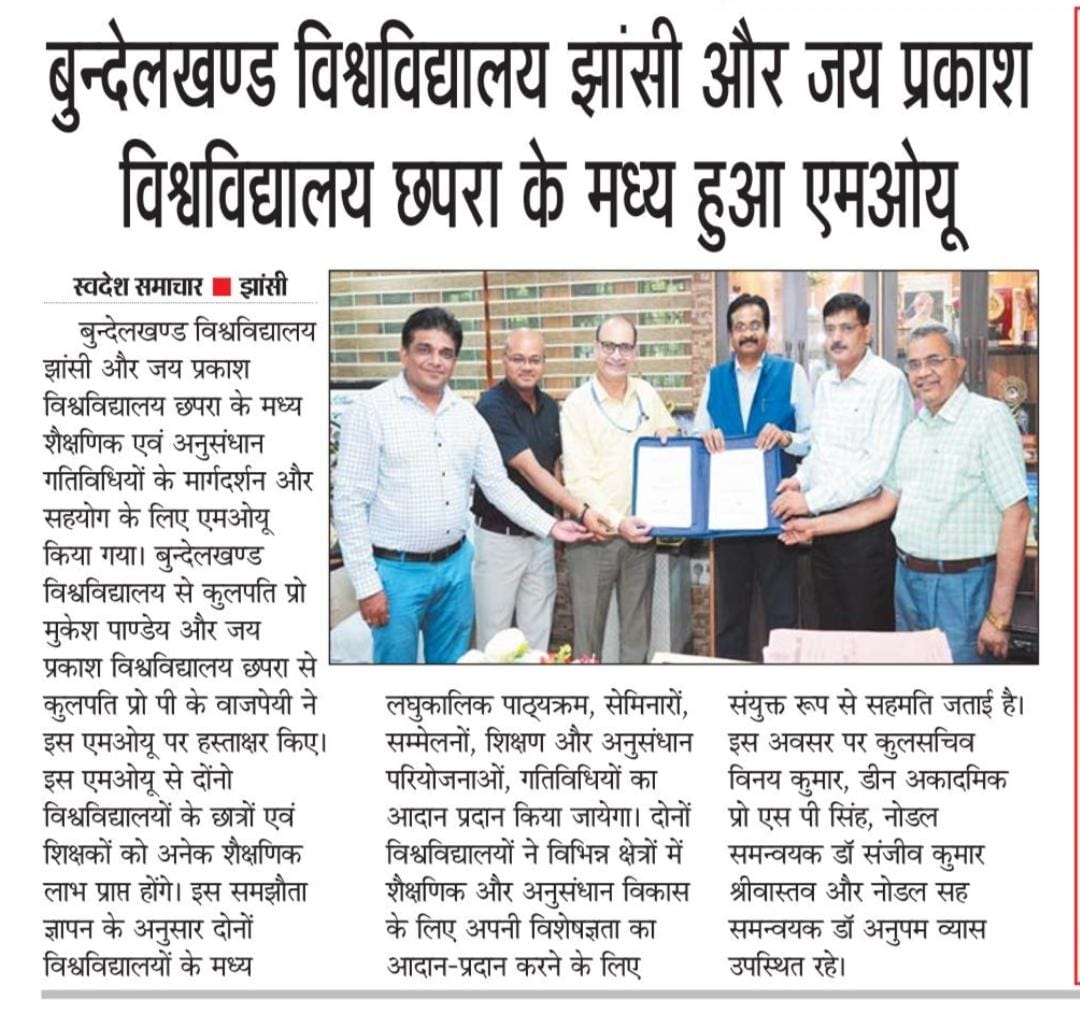 बुन्देलखण्ड विश्वविद्यालय झांसी और जय प्रकाश
विश्वविद्यालय छपरा के मध्य हुआ एमओयू
स्वदेश समाचार ■ झांसी
बुन्देलखण्ड विश्वविद्यालय
झांसी और जय प्रकाश
विश्वविद्यालय छपरा के मध्य
शैक्षणिक एवं अनुसंधान
गतिविधियों के मार्गदर्शन और
सहयोग के लिए एमओयू
किया गया। बुन्देलखण्ड
विश्वविद्यालय से कुलपति प्रो
मुकेश पाण्डेय और जय
प्रकाश विश्वविद्यालय छपरा से
कुलपति प्रो पी के वाजपेयी ने
इस एमओयू पर हस्ताक्षर किए।
इस एमओयू से दोंनो
विश्वविद्यालयों के छात्रों एवं
शिक्षकों को अनेक शैक्षणिक
लाभ प्राप्त होंगे। इस समझौता
ज्ञापन के अनुसार दोनों
विश्वविद्यालयों के मध्य
लघुकालिक पाठ्यक्रम, सेमिनारों,
सम्मेलनों, शिक्षण और अनुसंधान
परियोजनाओं, गतिविधियों का
आदान प्रदान किया जायेगा। दोनों
विश्वविद्यालयों ने विभिन्न क्षेत्रों में
शैक्षणिक और अनुसंधान विकास
के लिए अपनी विशेषज्ञता का
आदान-प्रदान करने के लिए
संयुक्त रूप से सहमति जताई है।
इस अवसर पर कुलसचिव
विनय कुमार, डीन अकादमिक
प्रो एस पी सिंह, नोडल
समन्वयक डॉ संजीव कुमार
श्रीवास्तव और नोडल सह
समन्वयक डॉ अनुपम व्यास
उपस्थित रहे।